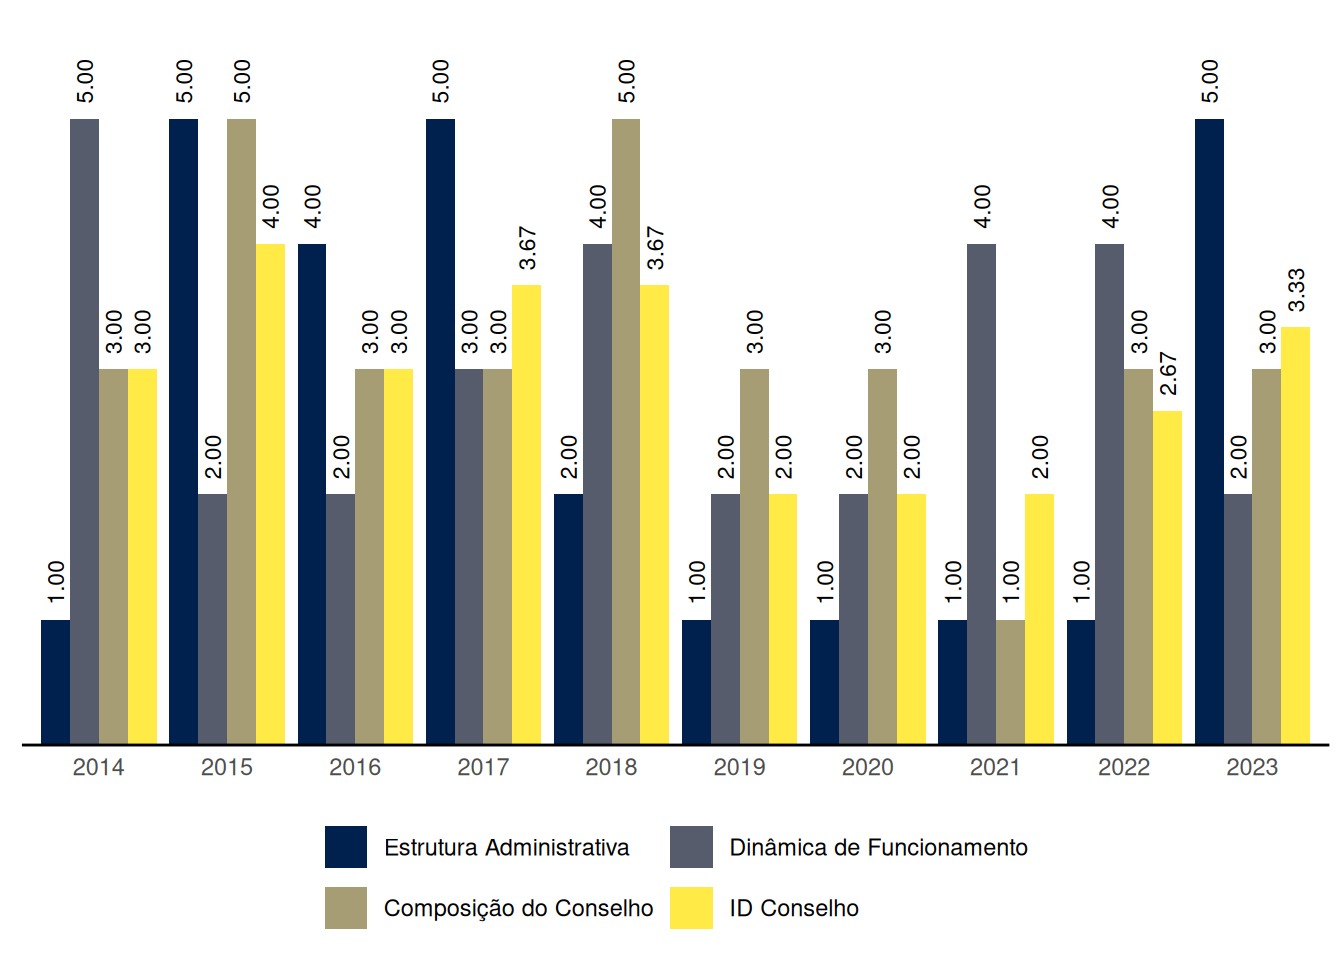 1.00 5.00 3.00 3.00 5.00 2.00 5.00 4.00 4.00 2.00 3.00 3.00 5.00 3.00 3.00 3.67 2.00 4.00 5.00 3.67 1.00 2.00 3.00 2.00 1.00 2.00 3.00 2.00 1.00 4.00 1.00 2.00 1.00 4.00 3.00 2.67 5.00 2.00 3.00 3.33
2014 2015 2016 2017 2018 2019 2020 2021 2022 2023
Estrutura Administrativa Dinâmica de Funcionamento
Composição do Conselho ID Conselho